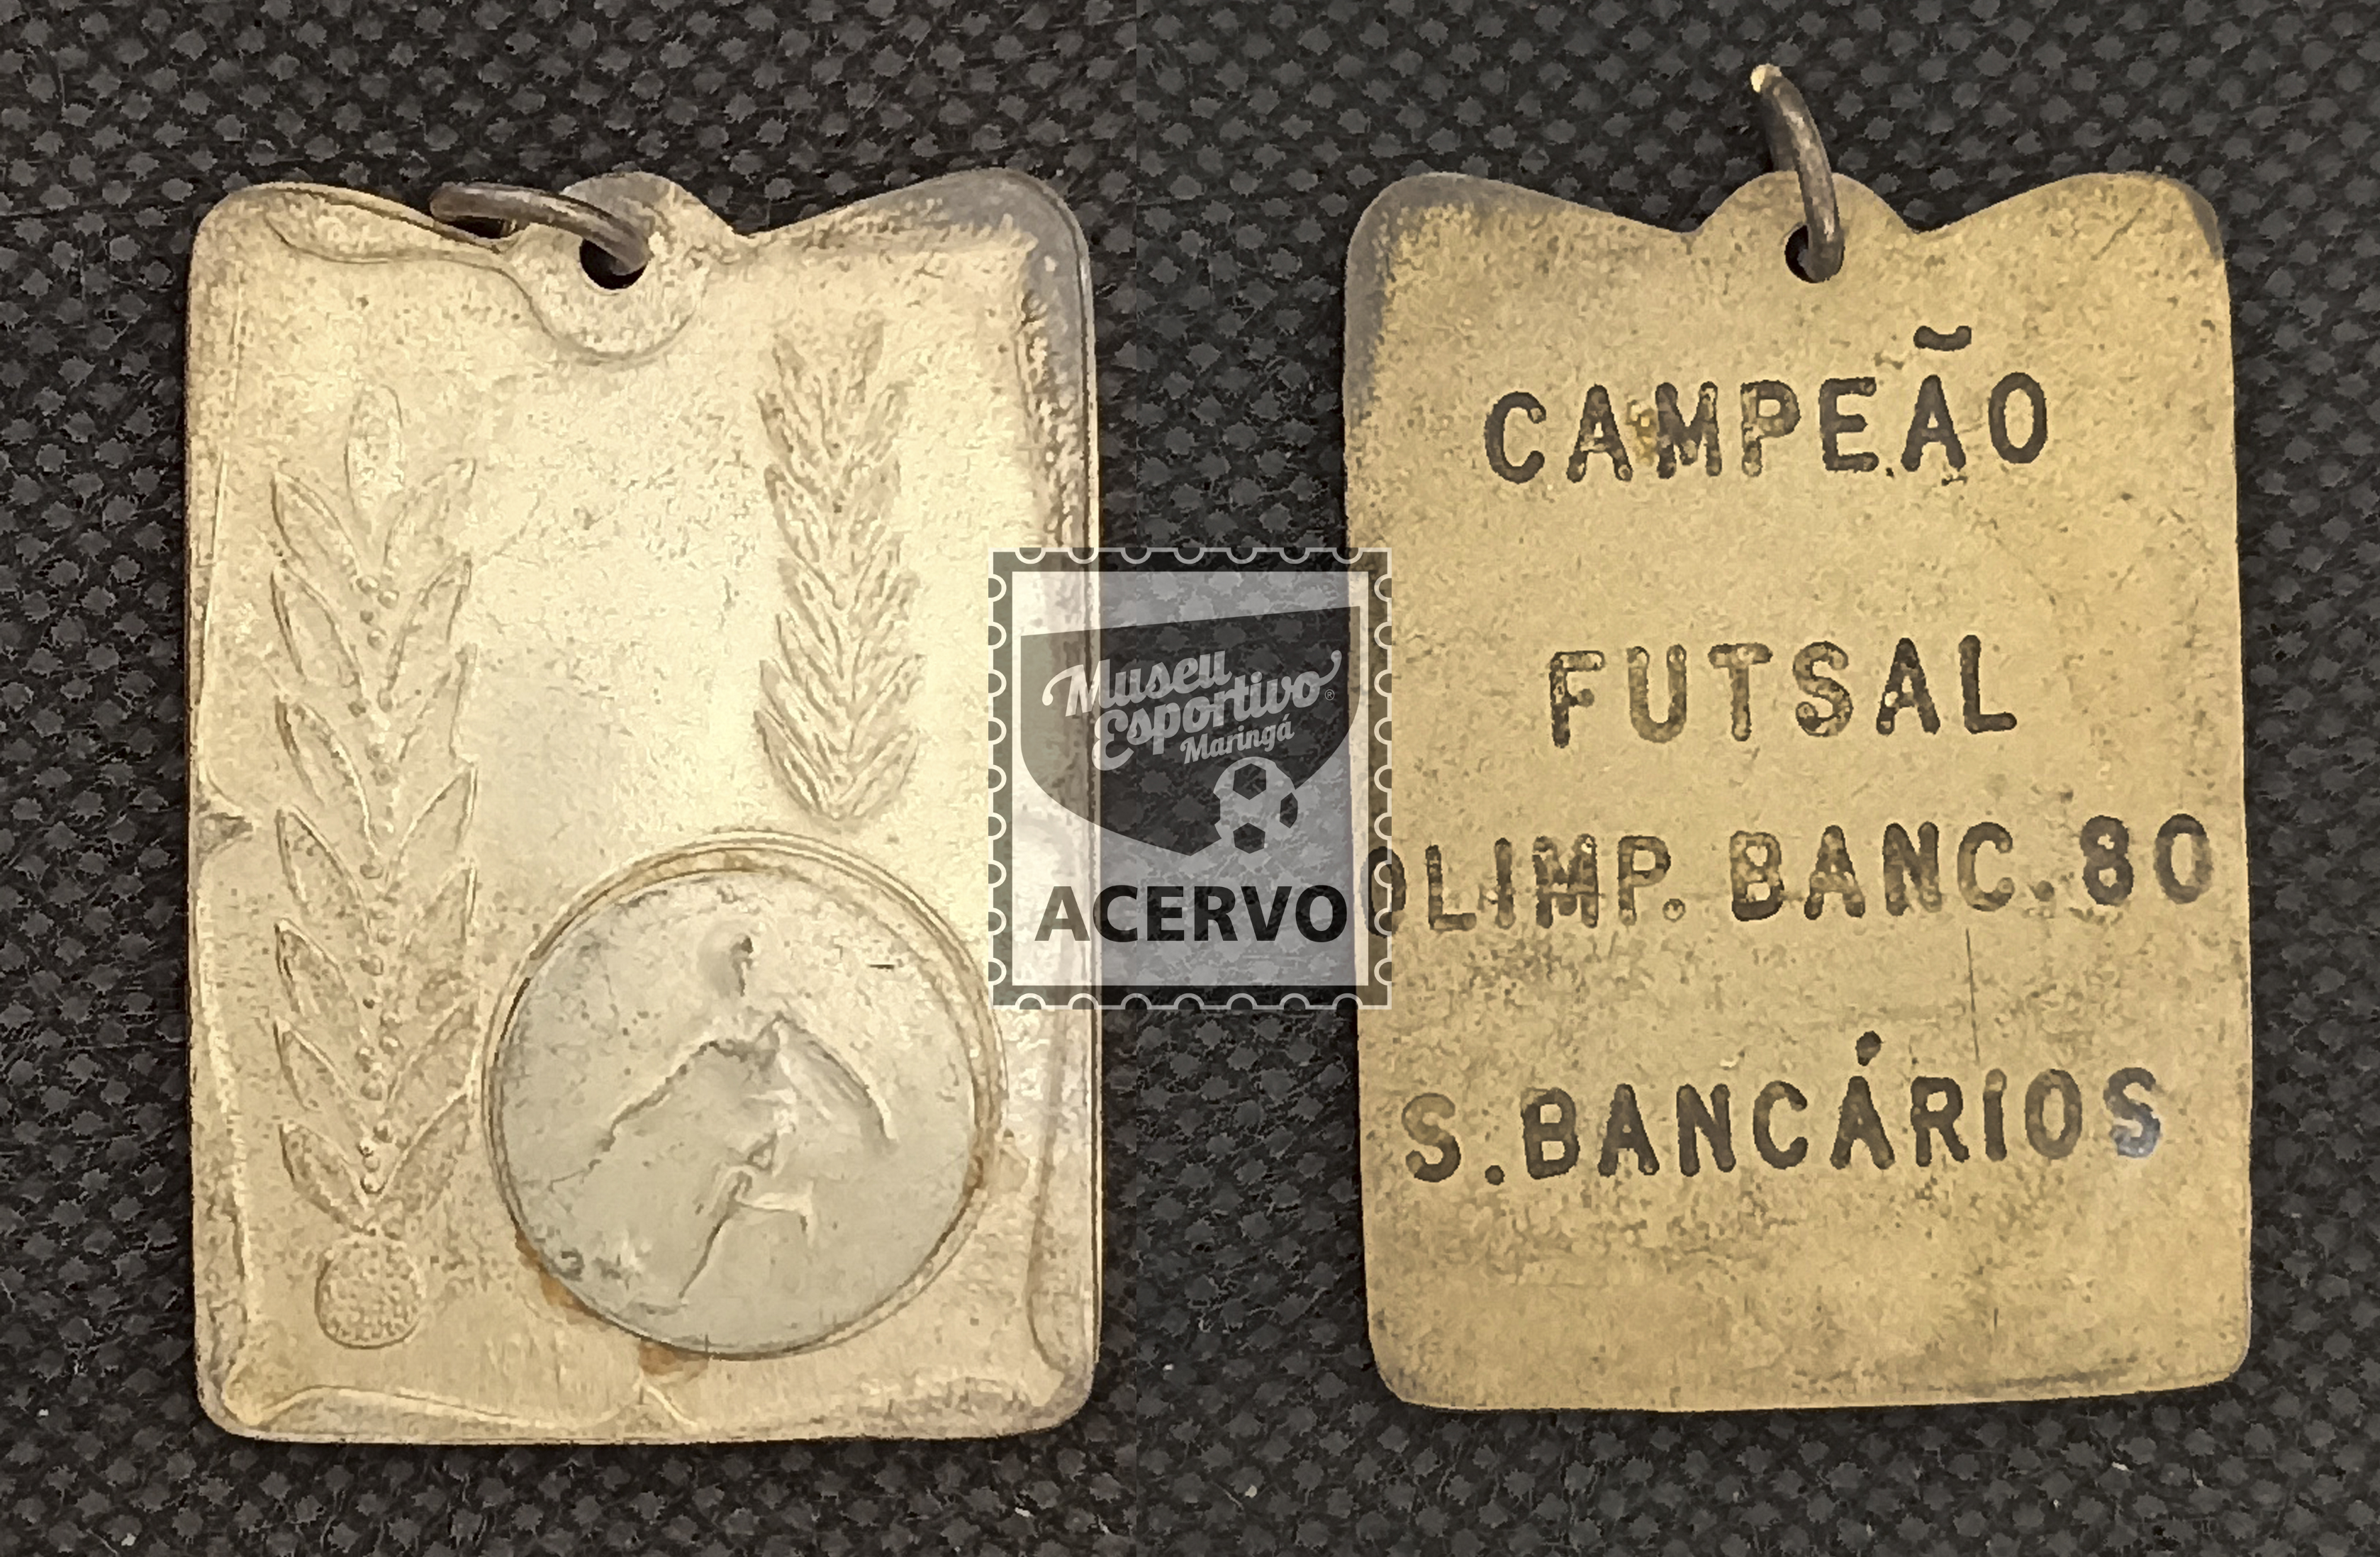 Museu
Esportivo®
Maringá
ACERVO
CAMPEÃO
FUTSAL
OLIMP. BANC. 80
S. BANCÁRIOS